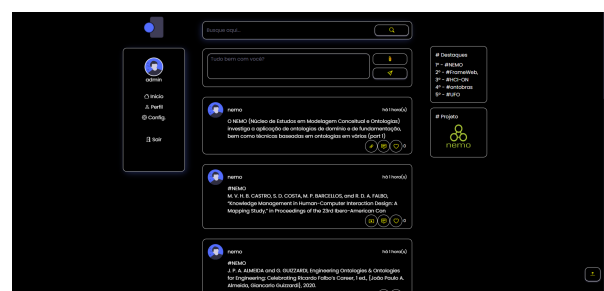 Busque aqui...
Tudo bem com você?
admin
Início
Perfil
Config.
Sair
nemo
há 1 hora(s)
O NEMO (Núcleo de Estudos em Modelagem Conceitual e Ontologias)
investiga a aplicação de ontologias de domínio e de fundamentação,
bem como técnicas baseadas em ontologias em vários (part 1)
0
nemo
há 1 hora(s)
#NEMO
M. V. H. B. CASTRO, S. D. COSTA, M. P. BARCELLOS, and R. D. A. FALBO,
"Knowledge Management in Human-Computer Interaction Design: A
Mapping Study," in Proceedings of the 23rd Ibero-American Con
0
nemo
há 1 hora(s)
#NEMO
J. P. A. ALMEIDA and G. GUIZZARDI, Engineering Ontologies & Ontologies
for Engineering: Celebrating Ricardo Falbo's Career, 1 ed., [João Paulo A.
Almeida, Giancarlo Guizzardi], 2020.
# Destaques
1º - #NEMO
2º - #FrameWeb,
3º - #HCI-ON
4º - #ontobras
5º - #UFO
# Projeto
nemo